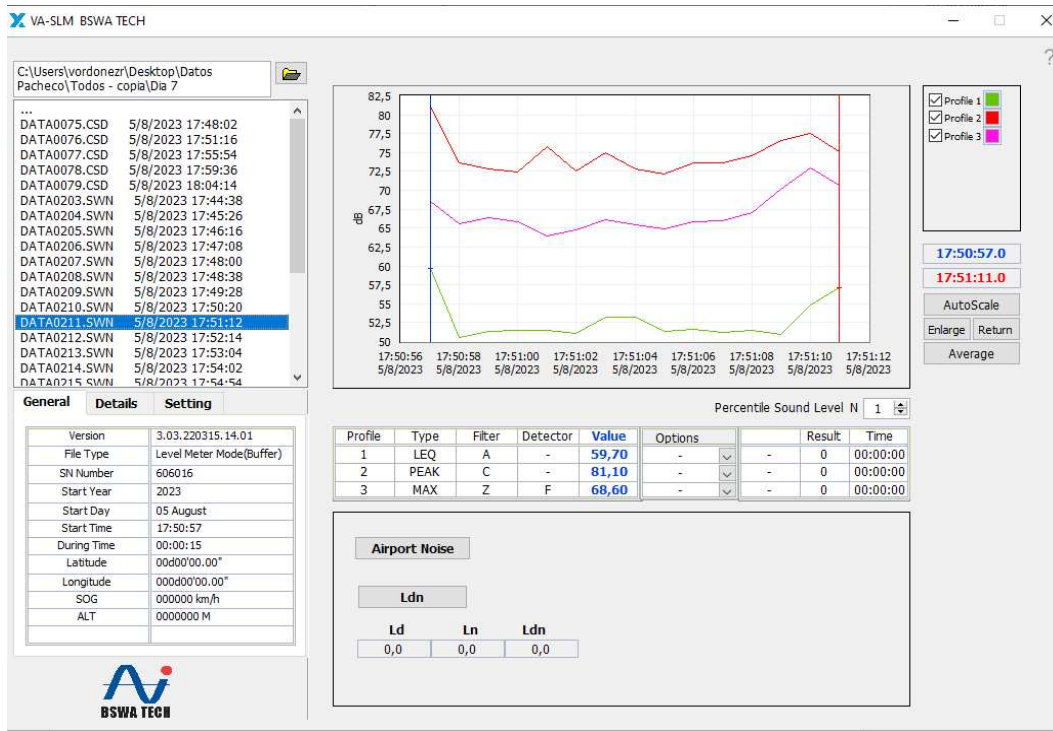 VA-SLM BSWA TECH
?
C:\Users\vordonezr\Desktop\Datos
Pacheco\Todos - copia\Dia 7
...
DATA0075.CSD 5/8/2023 17:48:02
DATA0076.CSD 5/8/2023 17:51:16
DATA0077.CSD 5/8/2023 17:55:54
DATA0078.CSD 5/8/2023 17:59:36
DATA0079.CSD 5/8/2023 18:04:14
DATA0203.SWN 5/8/2023 17:44:38
DATA0204.SWN 5/8/2023 17:45:26
DATA0205.SWN 5/8/2023 17:46:16
DATA0206.SWN 5/8/2023 17:47:08
DATA0207.SWN 5/8/2023 17:48:00
DATA0208.SWN 5/8/2023 17:48:38
DATA0209.SWN 5/8/2023 17:49:28
DATA0210.SWN 5/8/2023 17:50:20
DATA0211.SWN 5/8/2023 17:51:12
DATA0212.SWN 5/8/2023 17:52:14
DATA0213.SWN 5/8/2023 17:53:04
DATA0214.SWN 5/8/2023 17:54:02
DATA0215.SWN 5/8/2023 17:54:54
General Details Setting
Version 3.03.220315.14.01
File Type Level Meter Mode(Buffer)
SN Number 606016
Start Year 2023
Start Day 05 August
Start Time 17:50:57
During Time 00:00:15
Latitude 00d00'00.00"
Longitude 000d00'00.00"
SOG 000000 km/h
ALT 0000000 M
BSWA TECH
82,5
80
77,5
75
72,5
70
67,5
65
62,5
60
57,5
55
52,5
50
dB
17:50:56 17:50:58 17:51:00 17:51:02 17:51:04 17:51:06 17:51:08 17:51:10 17:51:12
5/8/2023 5/8/2023 5/8/2023 5/8/2023 5/8/2023 5/8/2023 5/8/2023 5/8/2023 5/8/2023
Profile 1
Profile 2
Profile 3
17:50:57.0
17:51:11.0
AutoScale
Enlarge Return
Average
Percentile Sound Level N 1
Profile Type Filter Detector Value Options Result Time
1 LEQ A - 59,70 - - 0 00:00:00
2 PEAK C - 81,10 - - 0 00:00:00
3 MAX Z F 68,60 - - 0 00:00:00
Airport Noise
Ldn
Ld Ln Ldn
0,0 0,0 0,0